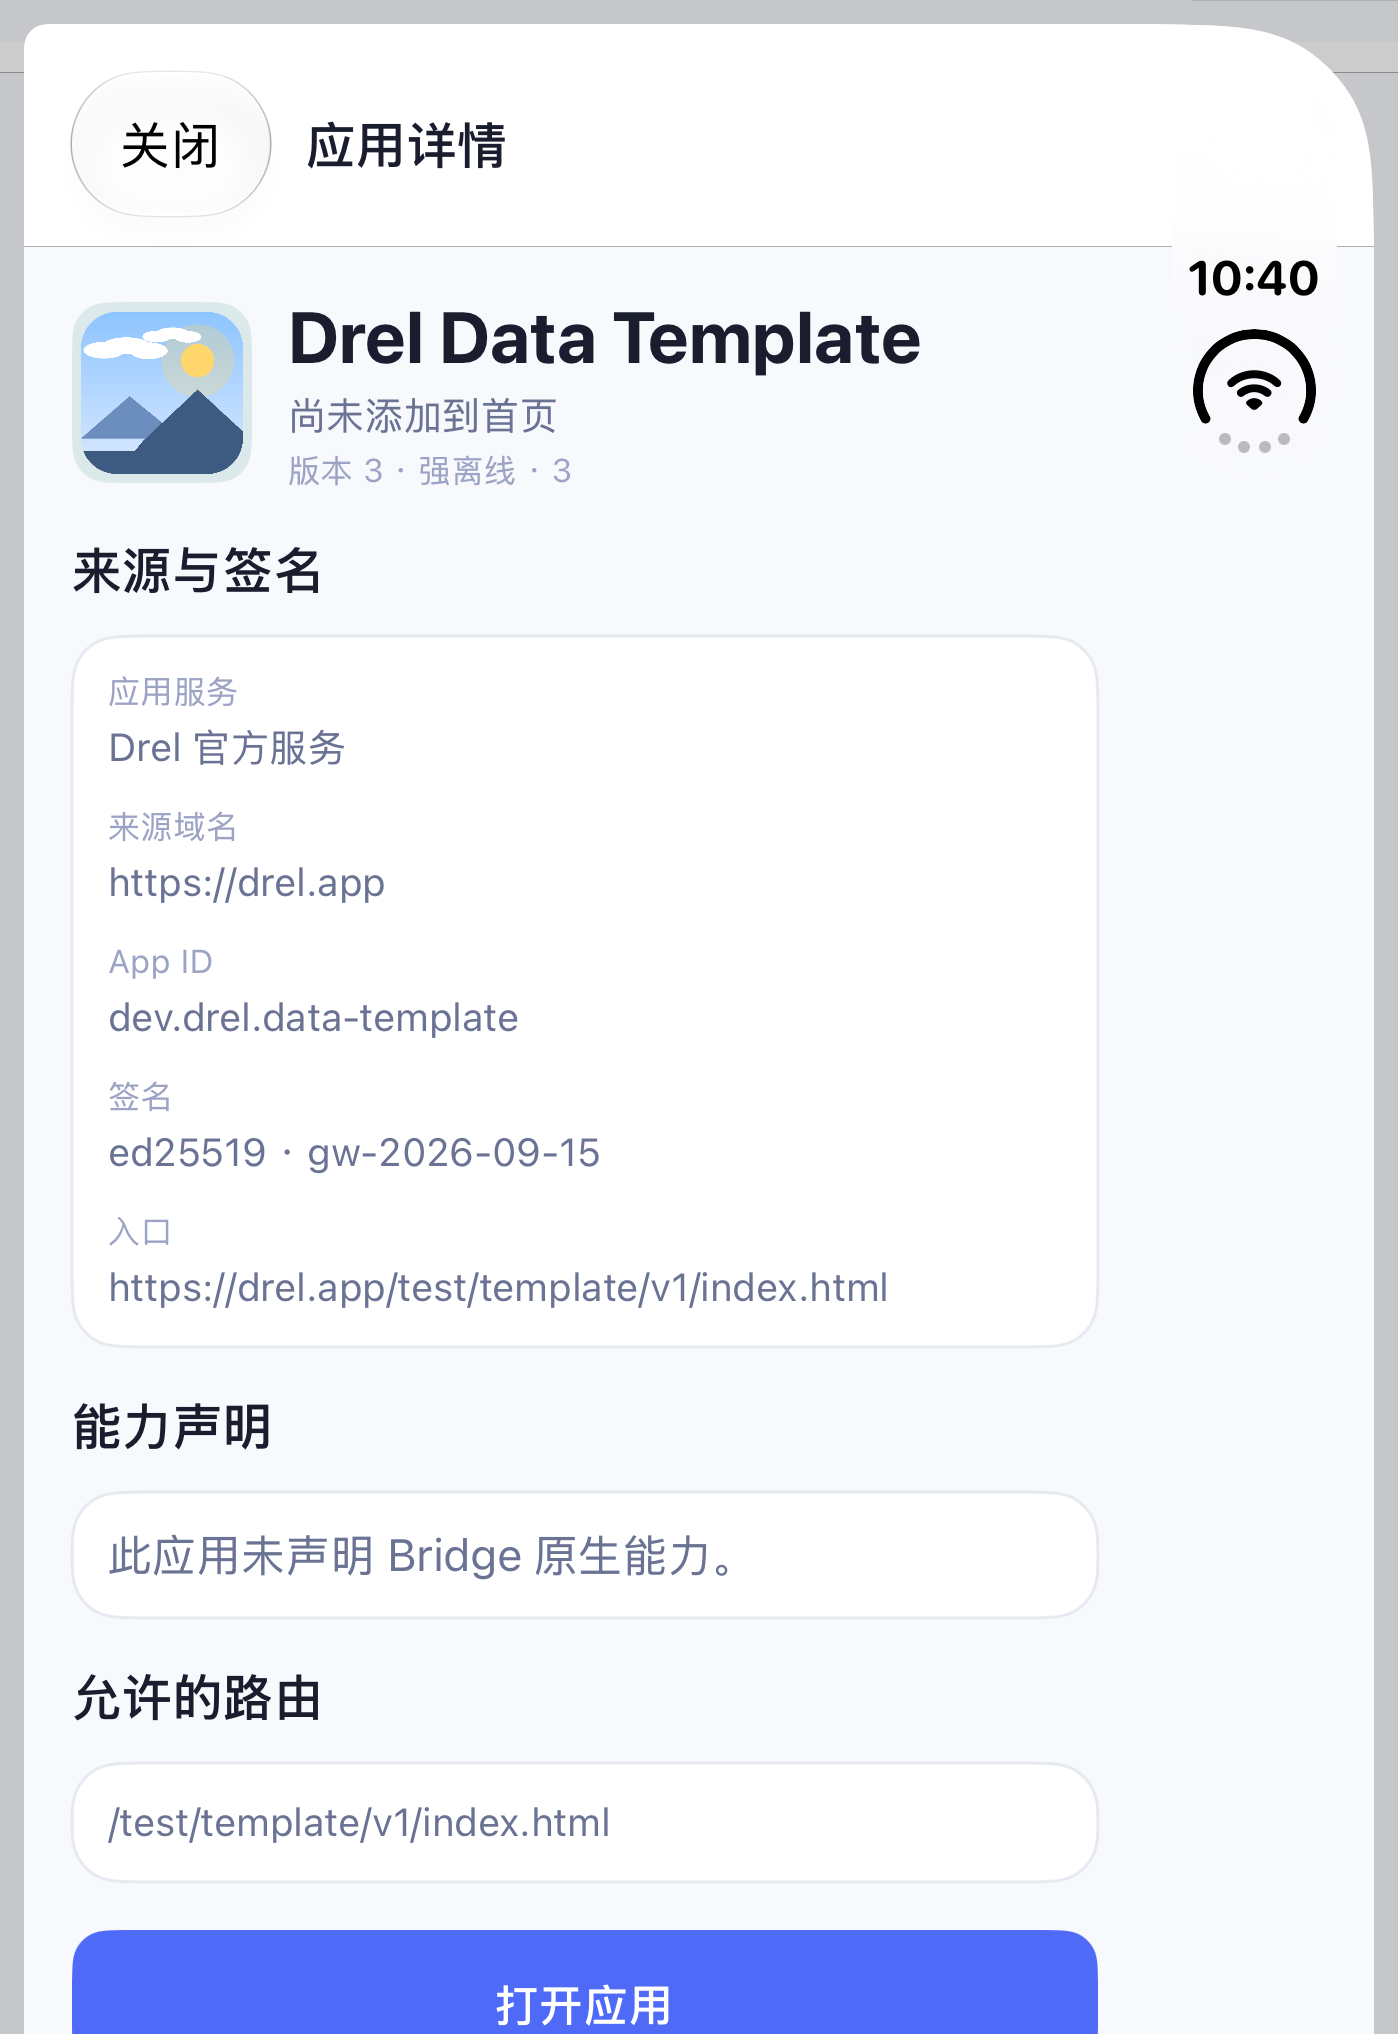 关闭
应用详情
10:40
Drel Data Template
尚未添加到首页
版本 3 · 强离线 · 3
来源与签名
应用服务
Drel 官方服务
来源域名
https://drel.app
App ID
dev.drel.data-template
签名
ed25519 · gw-2026-09-15
入口
https://drel.app/test/template/v1/index.html
能力声明
此应用未声明 Bridge 原生能力。
允许的路由
/test/template/v1/index.html
打开应用